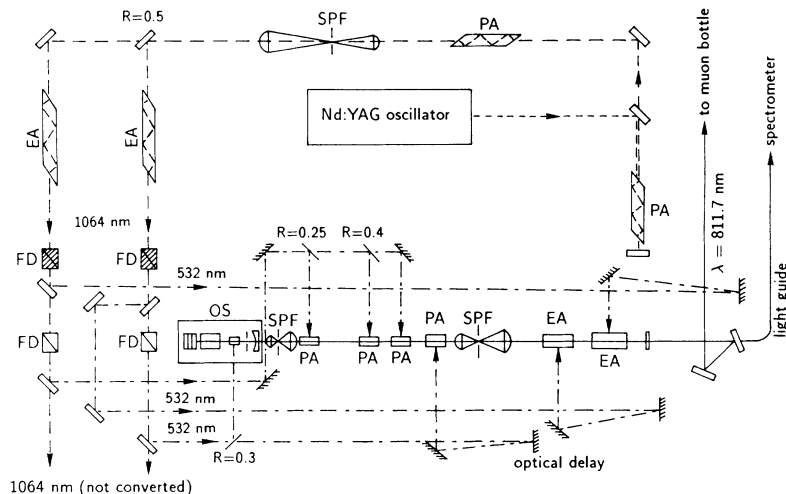 R=0.5
SPF
PA
to muon bottle
spectrometer
Nd:YAG oscillator
EA
EA
PA
λ = 811.7 nm
1064 nm
R=0.25
R=0.4
FD
FD
532 nm
light guide
OS
SPF
PA
EA
FD
FD
PA
PA
PA
EA
532 nm
532 nm
R=0.3
optical delay
1064 nm (not converted)